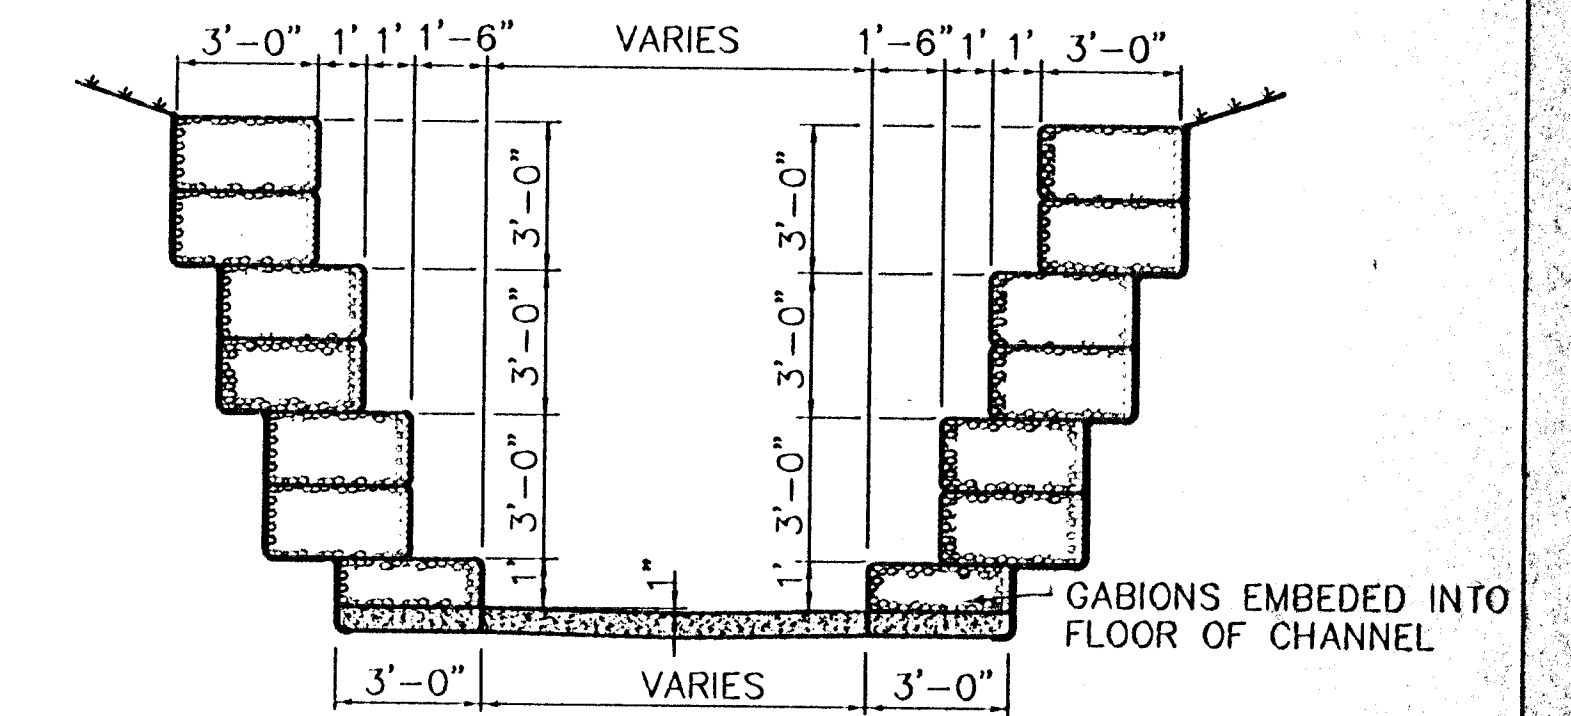 3'-0" 1' 1' 1'-6" VARIES 1'-6" 1' 1' 3'-0"
3'-0" 3'-0"
3'-0" 3'-0"
3'-0" 3'-0"
1' 1" 1'
GABIONS EMBEDED INTO
FLOOR OF CHANNEL
3'-0" VARIES 3'-0"